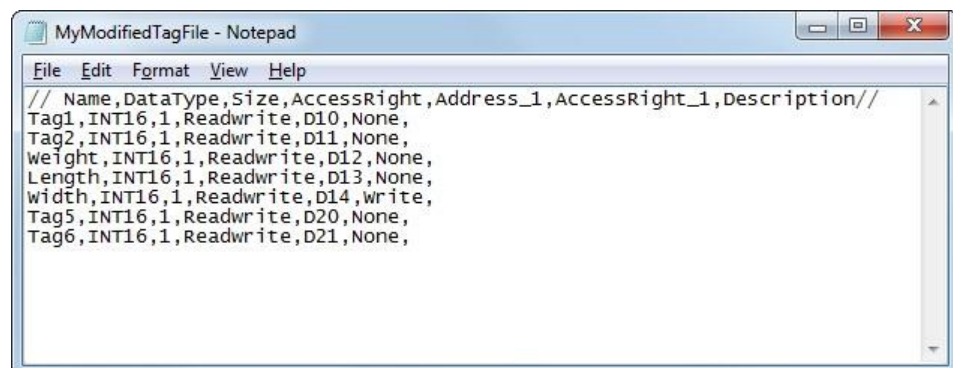 MyModifiedTagFile - Notepad
File Edit Format View Help
// Name,DataType,Size,AccessRight,Address_1,AccessRight_1,Description//
Tag1,INT16,1,Readwrite,D10,None,
Tag2,INT16,1,Readwrite,D11,None,
Weight,INT16,1,Readwrite,D12,None,
Length,INT16,1,Readwrite,D13,None,
Width,INT16,1,Readwrite,D14,Write,
Tag5,INT16,1,Readwrite,D20,None,
Tag6,INT16,1,Readwrite,D21,None,